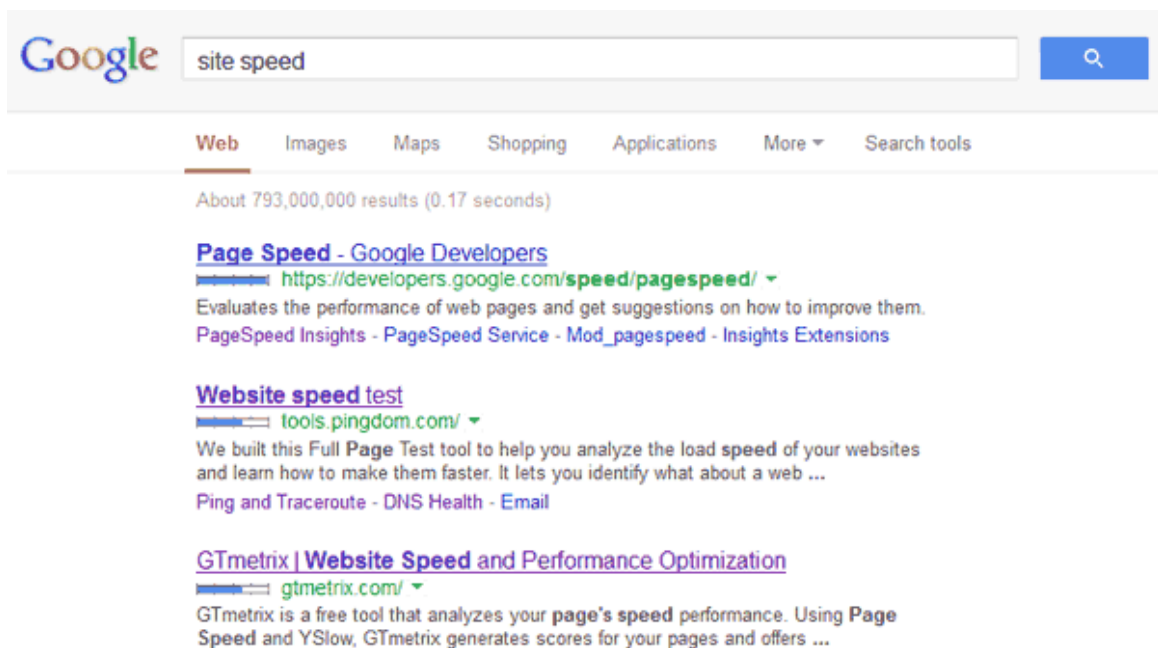 Google site speed
Web Images Maps Shopping Applications More Search tools
About 793,000,000 results (0.17 seconds)
Page Speed - Google Developers
https://developers.google.com/speed/pagespeed/
Evaluates the performance of web pages and get suggestions on how to improve them.
PageSpeed Insights - PageSpeed Service - Mod_pagespeed - Insights Extensions
Website speed test
tools.pingdom.com/
We built this Full Page Test tool to help you analyze the load speed of your websites
and learn how to make them faster. It lets you identify what about a web ...
Ping and Traceroute - DNS Health - Email
GTmetrix | Website Speed and Performance Optimization
gtmetrix.com/
GTmetrix is a free tool that analyzes your page's speed performance. Using Page
Speed and YSlow, GTmetrix generates scores for your pages and offers ...